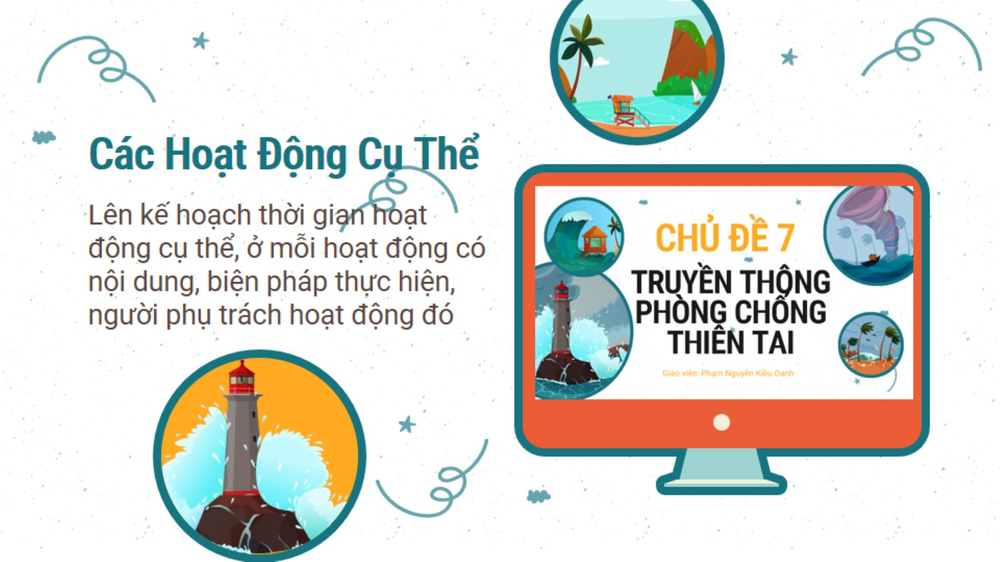 Các Hoạt Động Cụ Thể
Lên kế hoạch thời gian hoạt
động cụ thể, ở mỗi hoạt động có
nội dung, biện pháp thực hiện,
người phụ trách hoạt động đó
CHỦ ĐỀ 7
TRUYỀN THÔNG
PHÒNG CHỐNG
THIÊN TAI
Giáo viên: Phạm Nguyễn Kiều Oanh